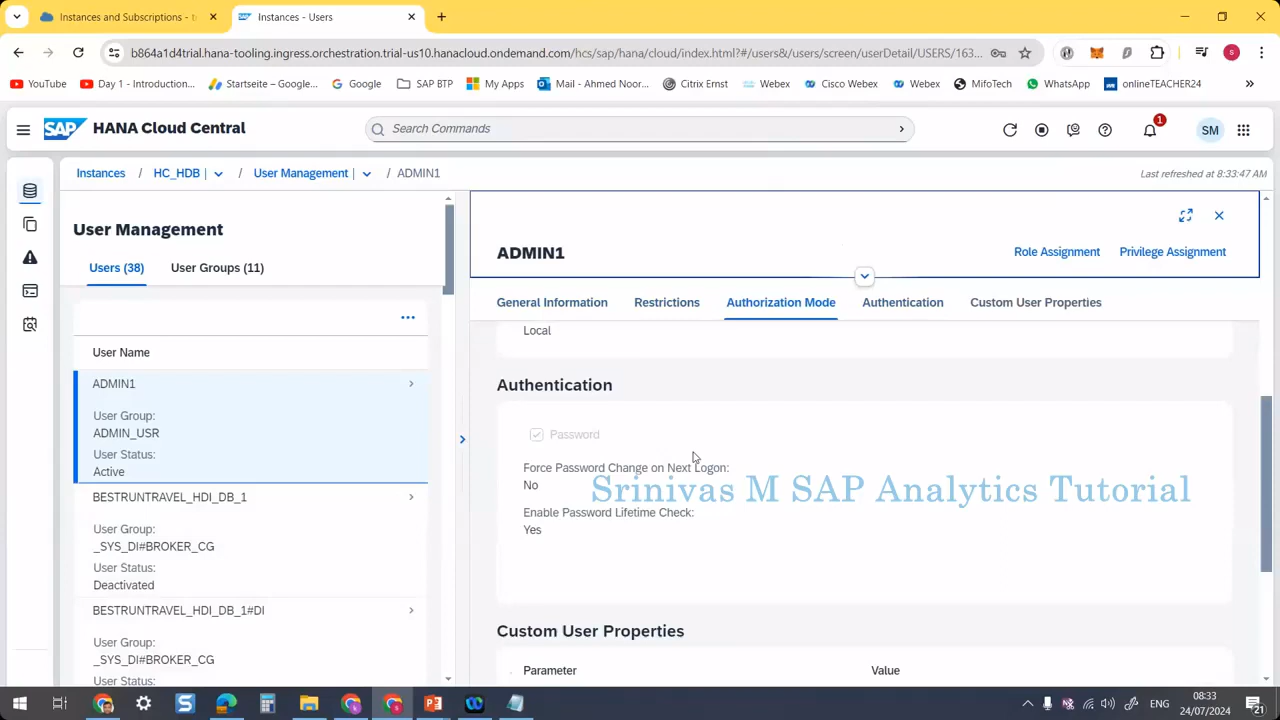 Instances and Subscriptions - t
Instances - Users
b864a1d4trial.hana-tooling.ingress.orchestration.trial-us10.hanacloud.ondemand.com/hcs/sap/hana/cloud/index.html?#/users&/users/screen/userDetail/USERS/163...
S
YouTube
Day 1 - Introduction...
Startseite – Google...
Google
SAP BTP
My Apps
Mail - Ahmed Noor...
Citrix Ernst
Webex
Cisco Webex
Webex
MifoTech
WhatsApp
onlineTEACHER24
SAP
HANA Cloud Central
Search Commands
1
SM
Instances / HC_HDB | / User Management | / ADMIN1
Last refreshed at 8:33:47 AM
User Management
Users (38)
User Groups (11)
User Name
ADMIN1
User Group:
ADMIN_USR
User Status:
Active
BESTRUNTRAVEL_HDI_DB_1
User Group:
_SYS_DI#BROKER_CG
User Status:
Deactivated
BESTRUNTRAVEL_HDI_DB_1#DI
User Group:
_SYS_DI#BROKER_CG
User Status:
ADMIN1
Role Assignment
Privilege Assignment
General Information
Restrictions
Authorization Mode
Authentication
Custom User Properties
Local
Authentication
Password
Force Password Change on Next Logon:
No
Srinivas M SAP Analytics Tutorial
Enable Password Lifetime Check:
Yes
Custom User Properties
Parameter
Value
ENG
08:33
24/07/2024
21